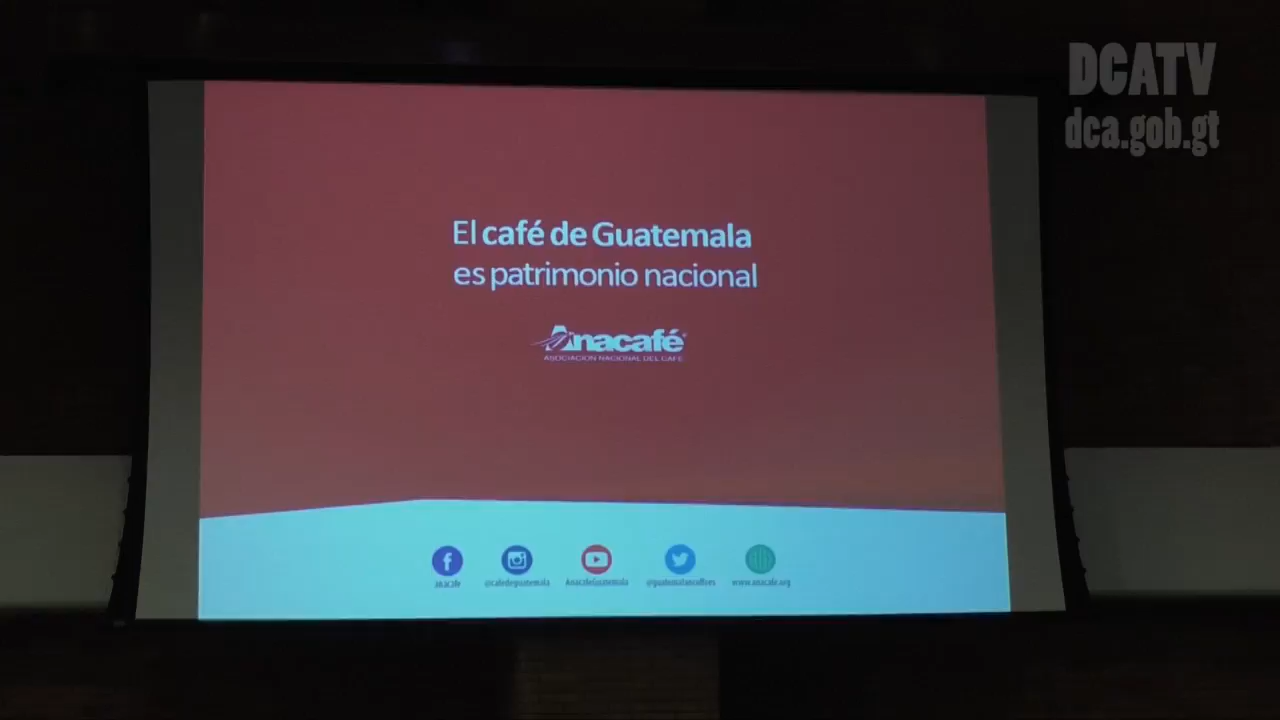 DCATV
dca.gob.gt
El café de Guatemala
es patrimonio nacional
Anacafé
ASOCIACIÓN NACIONAL DEL CAFÉ
anacafe
@cafedeguatemala
AnacafeGuatemala
www.anacafe.org